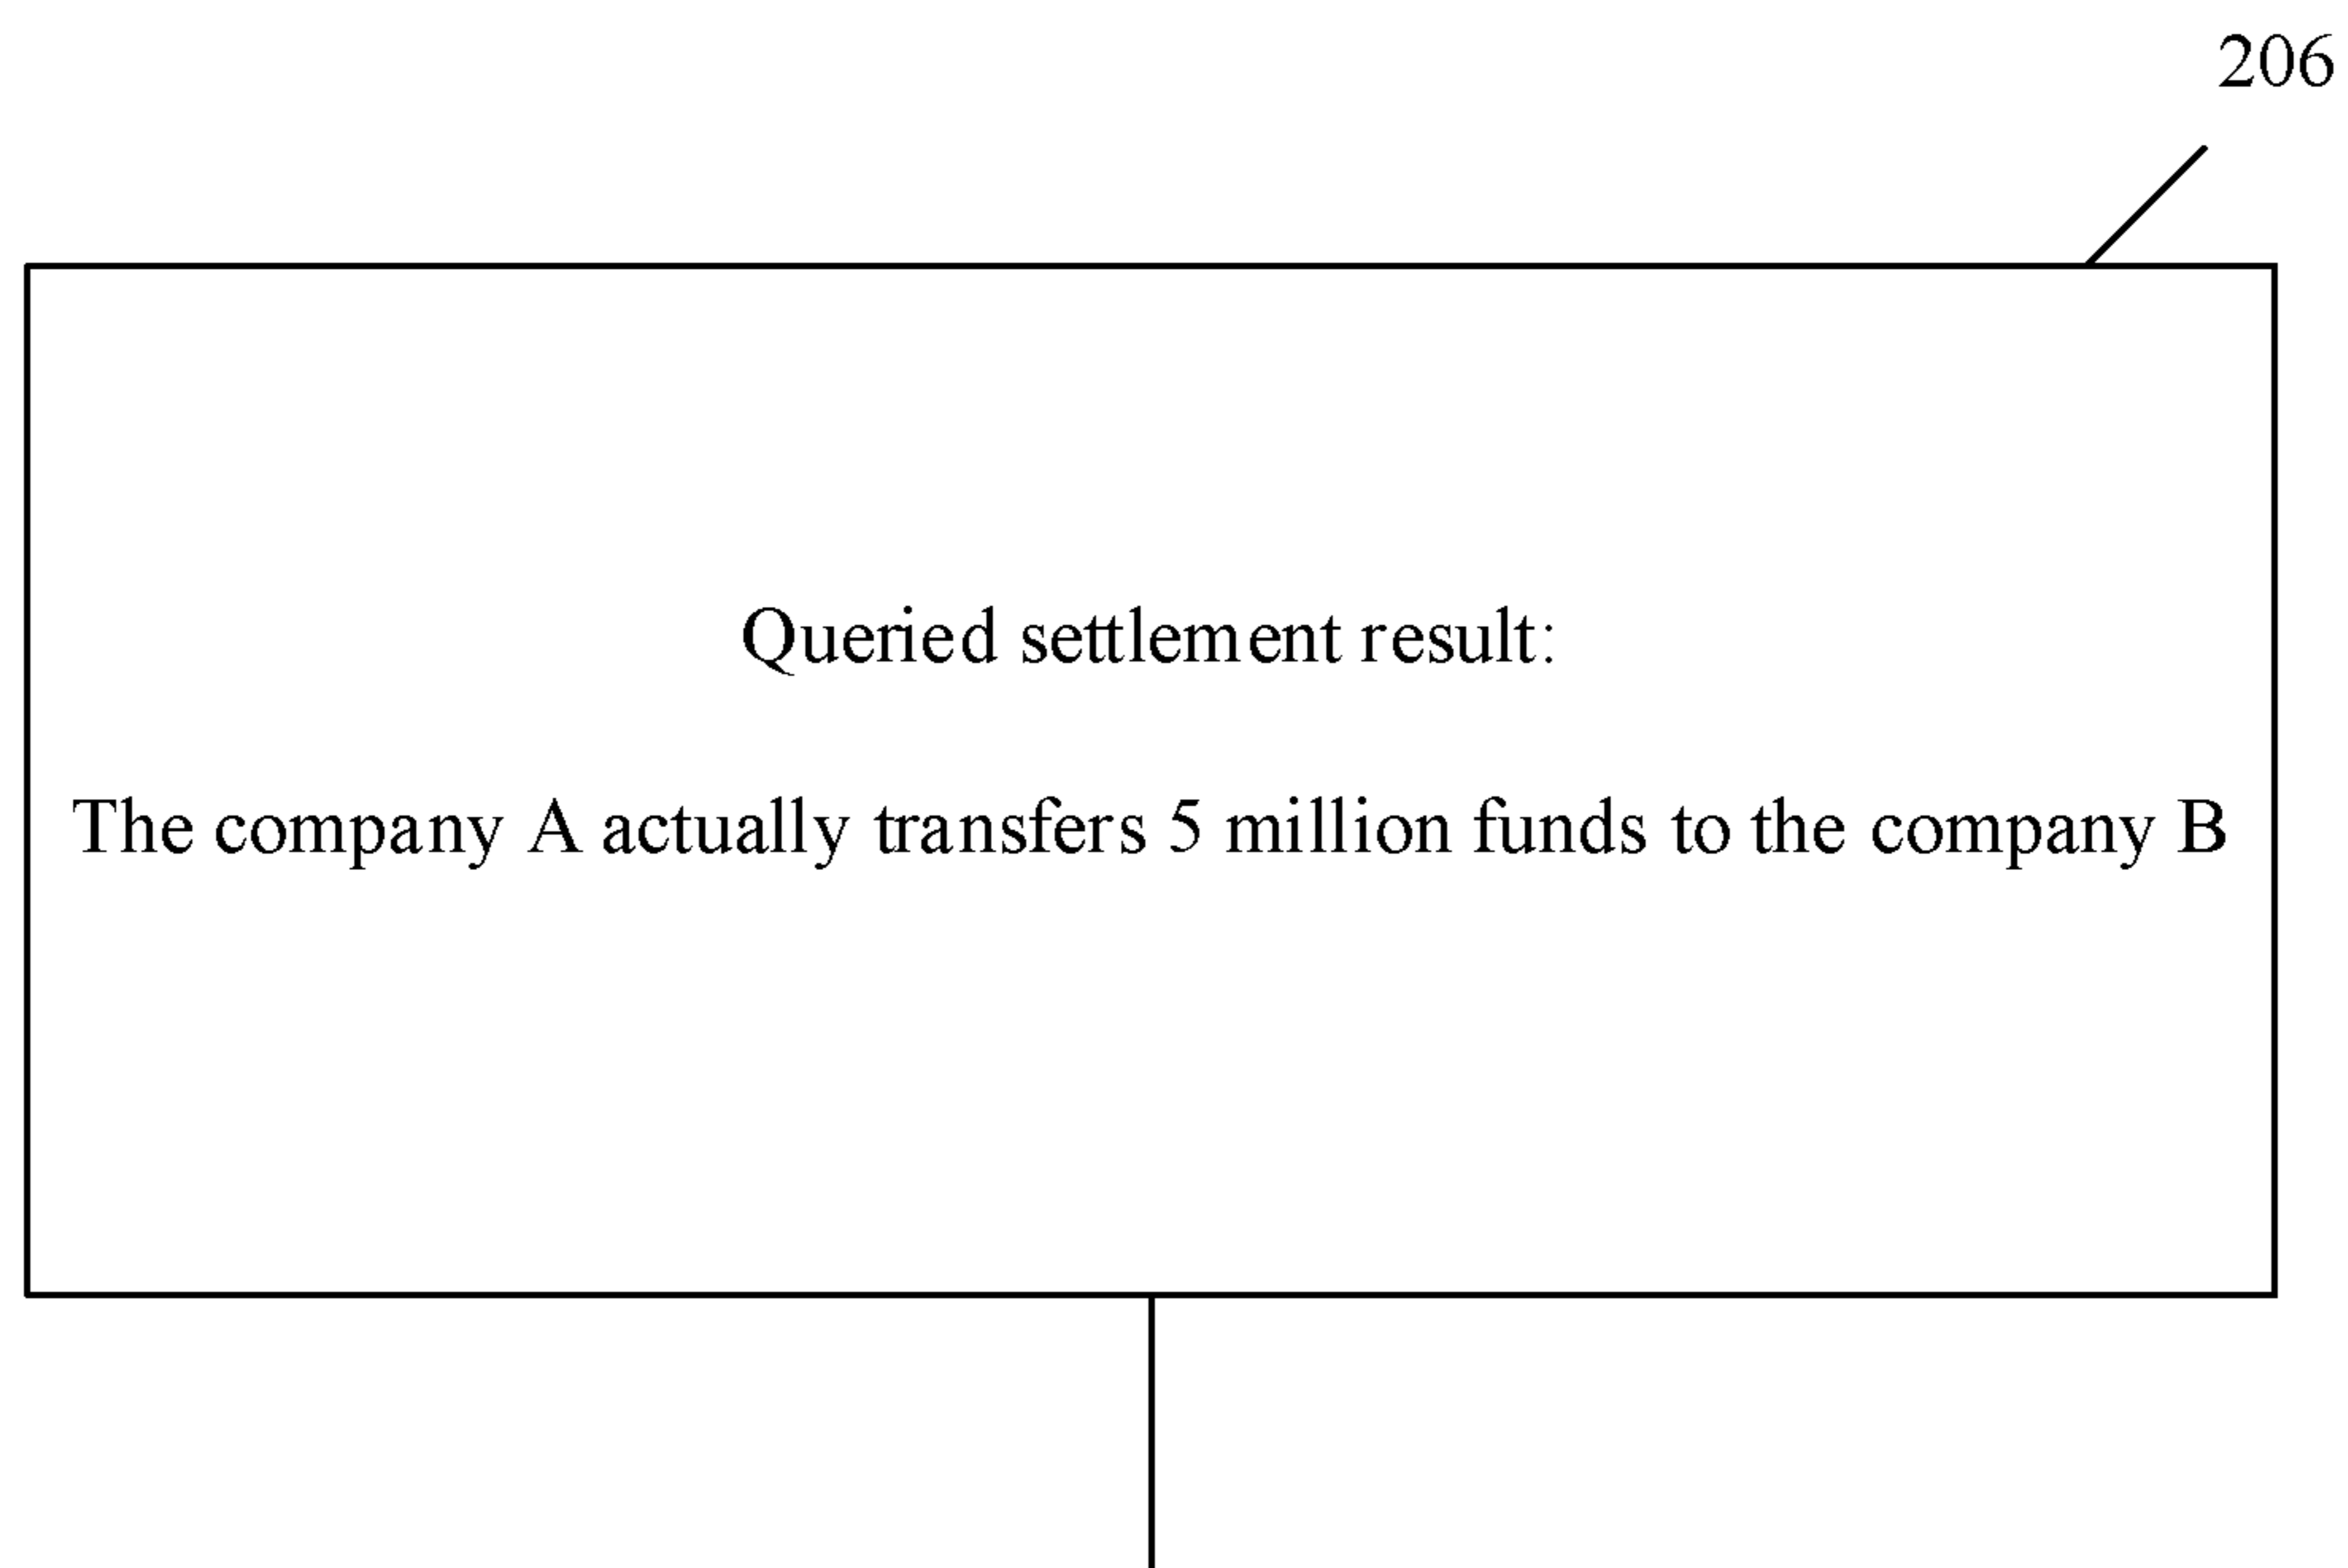 206
Queried settlement result:
The company A actually transfers 5 million funds to the company B